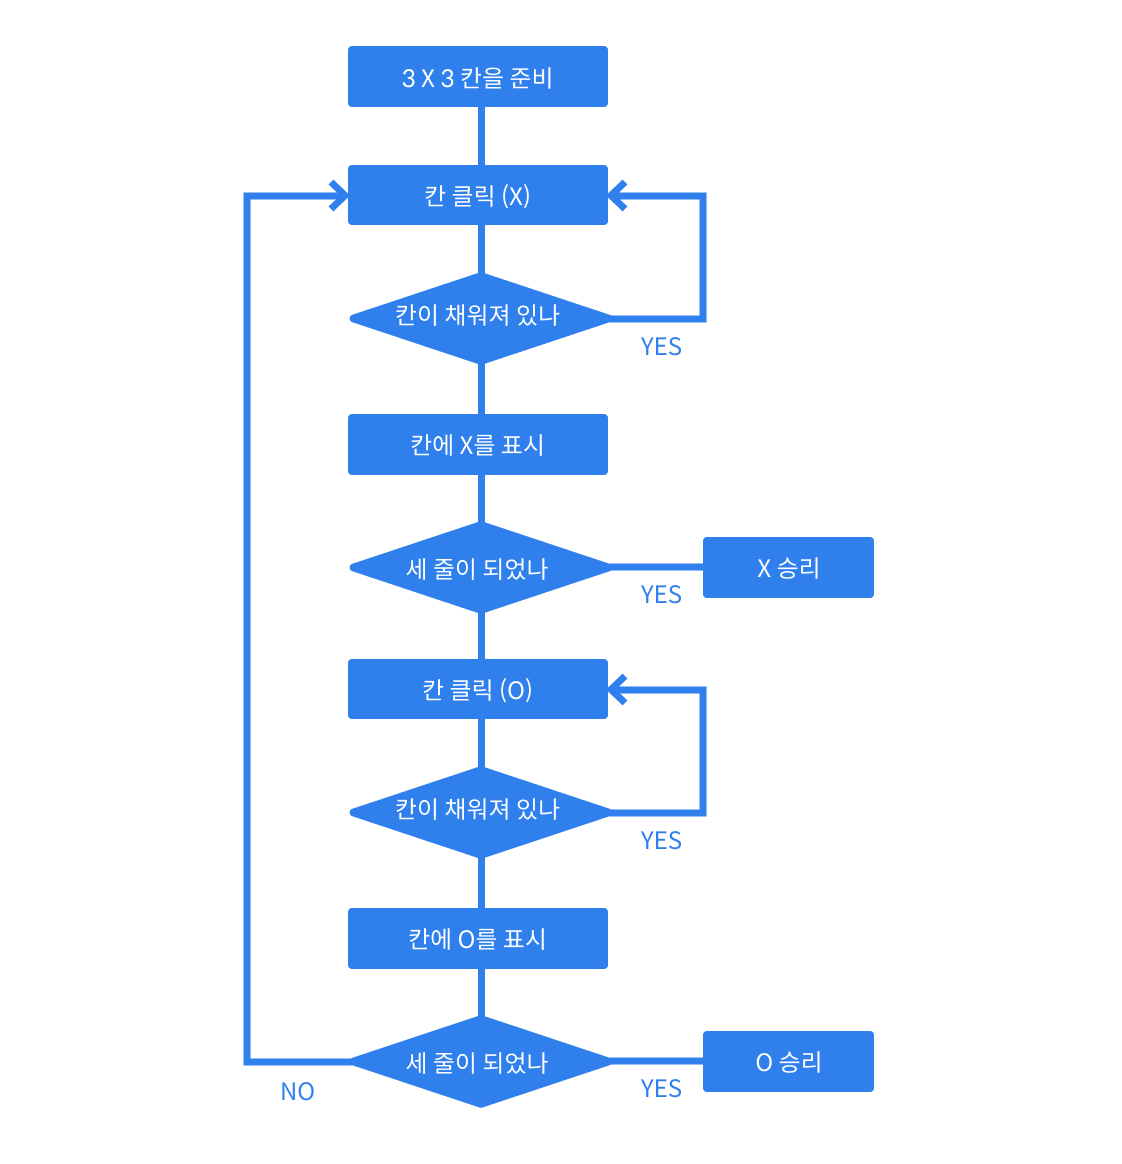 3 X 3 칸을 준비
칸 클릭 (X)
칸이 채워져 있나
YES
칸에 X를 표시
세 줄이 되었나
X 승리
YES
칸 클릭 (O)
칸이 채워져 있나
YES
칸에 O를 표시
세 줄이 되었나
O 승리
NO
YES